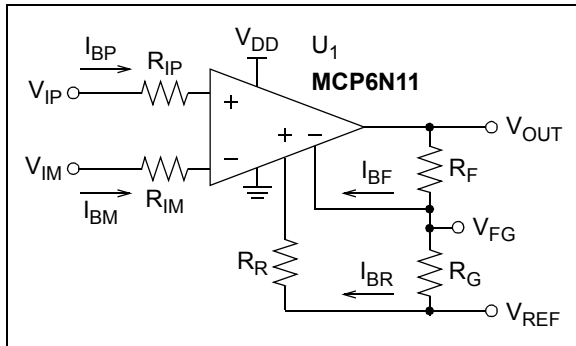 I_BP
V_DD
U_1
MCP6N11
R_IP
V_IP
+
+
−
V_OUT
V_IM
−
I_BM
R_IM
I_BF
R_F
V_FG
R_R
I_BR
R_G
V_REF